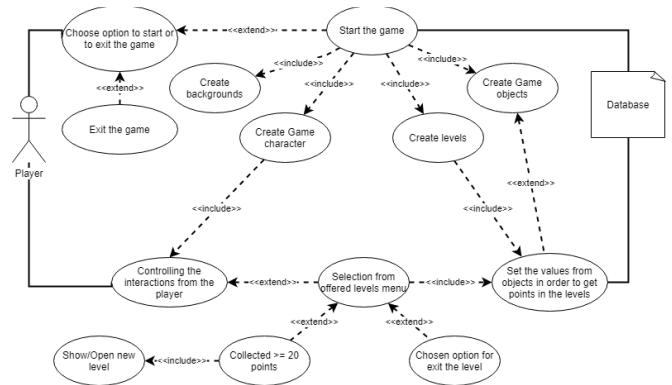 Choose option to start or
to exit the game
<<extend>>
Start the game
<<extend>>
Exit the game
Create
backgrounds
<<include>>
<<include>>
<<include>>
<<include>>
Create Game
objects
Database
Create Game
character
Create levels
Player
<<include>>
<<include>>
<<extend>>
Controlling the
interactions from the
player
<<extend>>
Selection from
offered levels menu
<<include>>
Set the values from
objects in order to get
points in the levels
<<extend>>
<<extend>>
Show/Open new
level
<<include>>
Collected >= 20
points
Chosen option for
exit the level